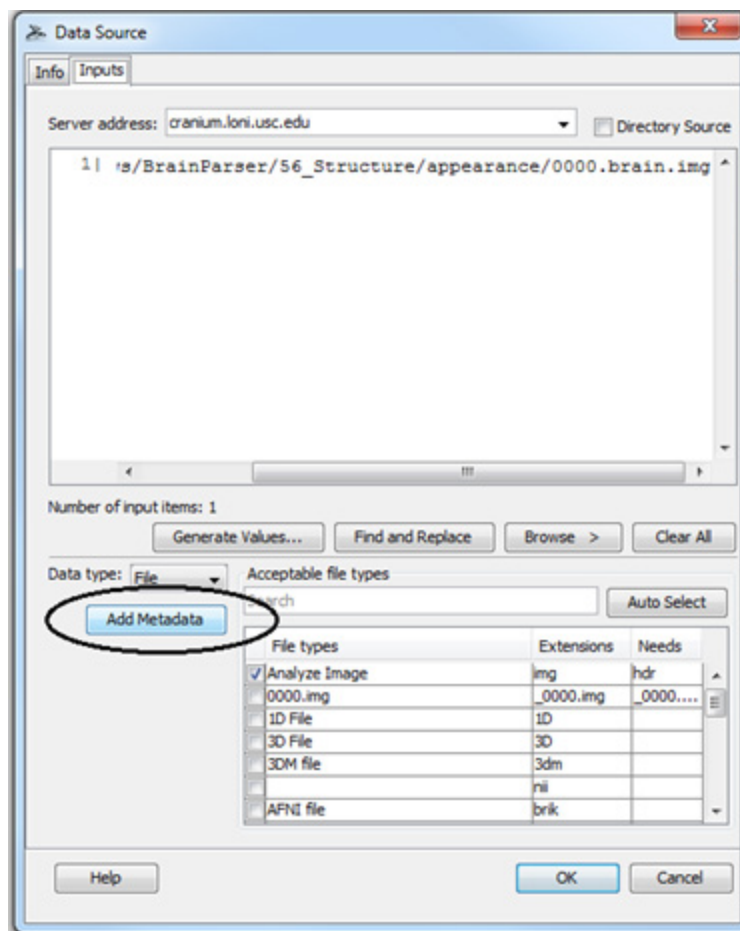 Data Source
Info Inputs
Server address: cranium.loni.usc.edu Directory Source
1| 's/BrainParser/56_Structure/appearance/0000.brain.img
Number of input items: 1
Generate Values... Find and Replace Browse > Clear All
Data type: File Acceptable file types
Search Auto Select
Add Metadata
File types Extensions Needs
Analyze Image img hdr
0000.img _0000.img _0000....
1D File 1D
3D File 3D
3DM file 3dm
nii
AFNI file brik
Help OK Cancel